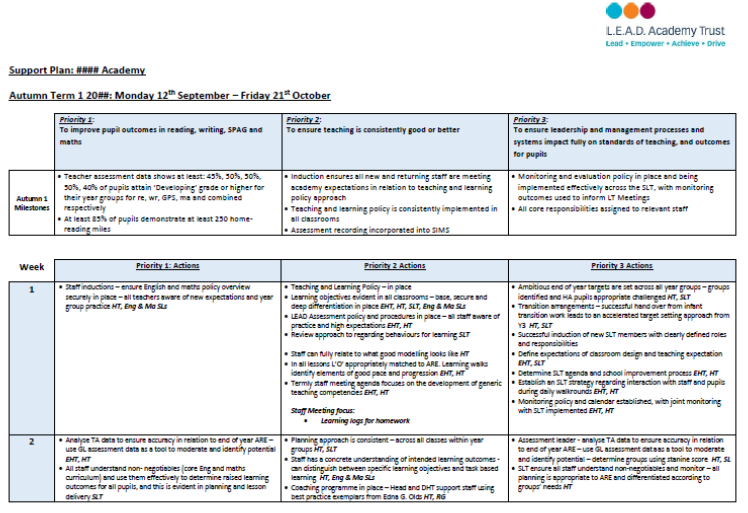 L.E.A.D. Academy Trust
Lead • Empower • Achieve • Drive
Support Plan: #### Academy
Autumn Term 1 20##: Monday 12th September – Friday 21st October
Priority 1:
To improve pupil outcomes in reading, writing, SPAG and
maths
Priority 2:
To ensure teaching is consistently good or better
Priority 3:
To ensure leadership and management processes and
systems impact fully on standards of teaching, and outcomes
for pupils
Autumn 1
Milestones
• Teacher assessment data shows at least: 45%, 50%, 50%,
50%, 40% of pupils attain 'Developing' grade or higher for
their year groups for re, wr, GPS, ma and combined
respectively
• At least 85% of pupils demonstrate at least 250 home-
reading miles
• Induction ensures all new and returning staff are meeting
academy expectations in relation to teaching and learning
policy approach
• Teaching and learning policy is consistently implemented in
all classrooms
• Assessment recording incorporated into SIMS
• Monitoring and evaluation policy in place and being
implemented effectively across the SLT, with monitoring
outcomes used to inform LT Meetings
• All core responsibilities assigned to relevant staff
Week
Priority 1: Actions
Priority 2 Actions
Priority 3 Actions
1
• Staff inductions – ensure English and maths policy overview
securely in place – all teachers aware of new expectations and year
group practice HT, Eng & Ma SLs
• Teaching and Learning Policy – in place
• Learning objectives evident in all classrooms – base, secure and
deep differentiation in place EHT, HT, SLT, Eng & Ma SLs
• LEAD Assessment policy and procedures in place – all staff aware of
practice and high expectations EHT, HT
• Review approach to regarding behaviours for learning SLT
• Staff can fully relate to what good modelling looks like HT
• In all lessons L'O' appropriately matched to ARE. Learning walks
identify elements of good pace and progression EHT, HT
• Termly staff meeting agenda focuses on the development of generic
teaching competencies EHT, HT
Staff Meeting focus:
• Learning logs for homework
• Ambitious end of year targets are set across all year groups – groups
identified and HA pupils appropriate challenged HT, SLT
• Transition arrangements – successful hand over from infant
transition work leads to an accelerated target setting approach from
Y3 HT, SLT
• Successful induction of new SLT members with clearly defined roles
and responsibilities
• Define expectations of classroom design and teaching expectation
EHT, SLT
• Determine SLT agenda and school improvement process EHT, HT
• Establish an SLT strategy regarding interaction with staff and pupils
during daily walkrounds EHT, HT
• Monitoring policy and calendar established, with joint monitoring
with SLT implemented EHT, HT
2
• Analyse TA data to ensure accuracy in relation to end of year ARE –
use GL assessment data as a tool to moderate and identify potential
EHT, HT
• All staff understand non- negotiables (core Eng and maths
curriculum) and use them effectively to determine raised learning
outcomes for all pupils, and this is evident in planning and lesson
delivery SLT
• Planning approach is consistent – across all classes within year
groups HT, SLT
• Staff has a concrete understanding of intended learning outcomes -
can distinguish between specific learning objectives and task based
learning HT, Eng & Ma SLs
• Coaching programme in place – Head and DHT support staff using
best practice exemplars from Edna G. Olds HT, RG
• Assessment leader - analyse TA data to ensure accuracy in relation
to end of year ARE – use GL assessment data as a tool to moderate
and identify potential – determine groups using stanine score HT, SL
• SLT ensure all staff understand non-negotiables and monitor – all
planning is appropriate to ARE and differentiated according to
groups' needs HT